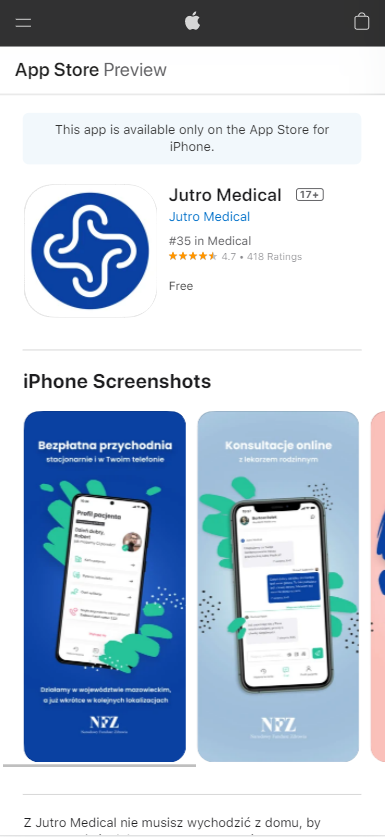 App Store Preview
This app is available only on the App Store for
iPhone.
Jutro Medical 17+
Jutro Medical
#35 in Medical
4.7 • 418 Ratings
Free
iPhone Screenshots
Bezpłatna przychodnia
stacjonarnie i w Twoim telefonie
Profil pacjenta
Dzień dobry,
Działamy w województwie mazowieckim,
a już wkrótce w kolejnych lokalizacjach
NFZ
Narodowy Fundusz Zdrowia
Konsultacje online
z lekarzem rodzinnym
NFZ
Narodowy Fundusz Zdrowia
Z Jutro Medical nie musisz wychodzić z domu, by